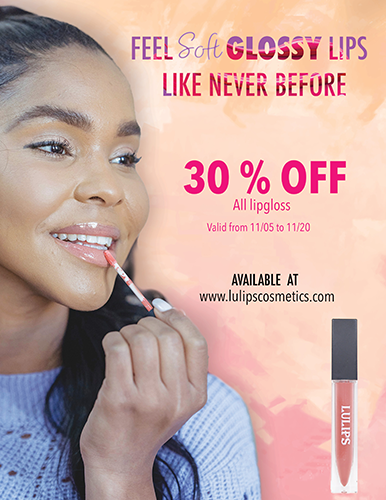 FEEL Soft GLOSSY LIPS
LIKE NEVER BEFORE
30 % OFF
All lipgloss
Valid from 11/05 to 11/20
AVAILABLE AT
www.lulipscosmetics.com
LULIPS